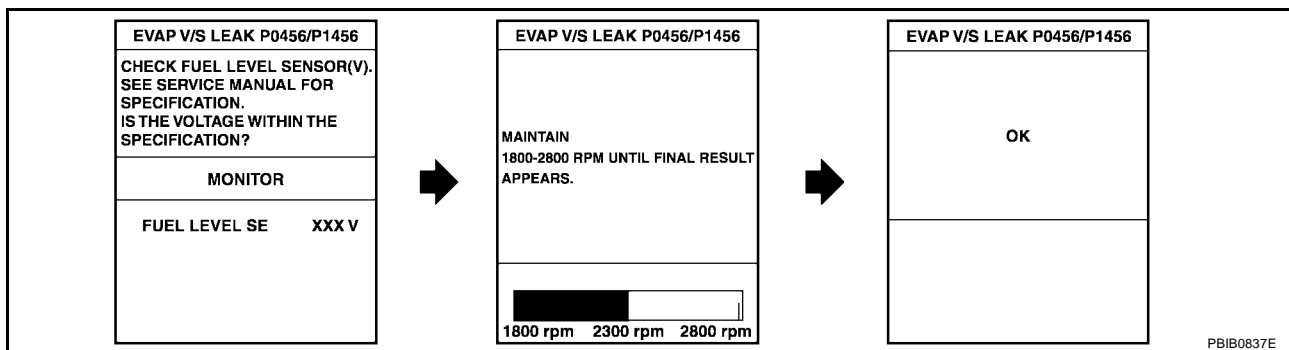 EVAP V/S LEAK P0456/P1456
CHECK FUEL LEVEL SENSOR(V).
SEE SERVICE MANUAL FOR
SPECIFICATION.
IS THE VOLTAGE WITHIN THE
SPECIFICATION?
MONITOR
FUEL LEVEL SE XXX V
EVAP V/S LEAK P0456/P1456
MAINTAIN
1800-2800 RPM UNTIL FINAL RESULT
APPEARS.
1800 rpm 2300 rpm 2800 rpm
EVAP V/S LEAK P0456/P1456
OK
PBIB0837E